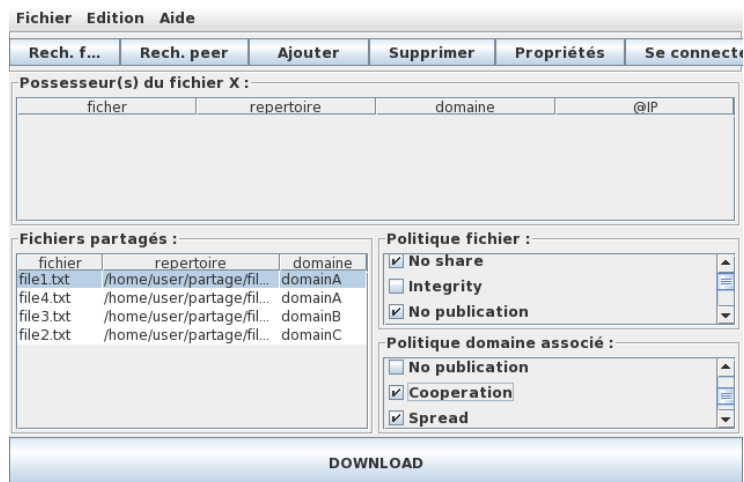 Fichier Edition Aide
Rech. f... Rech. peer Ajouter Supprimer Propriétés Se connecte
Possesseur(s) du fichier X :
ficher repertoire domaine @IP
Fichiers partagés :
fichier repertoire domaine
file1.txt /home/user/partage/fil... domainA
file4.txt /home/user/partage/fil... domainA
file3.txt /home/user/partage/fil... domainB
file2.txt /home/user/partage/fil... domainC
Politique fichier :
No share
Integrity
No publication
Politique domaine associé :
No publication
Cooperation
Spread
DOWNLOAD